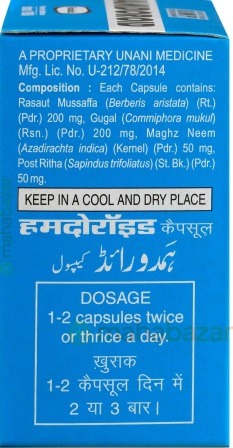 A PROPRIETARY UNANI MEDICINE
Mfg. Lic. No. U-212/78/2014
Composition : Each Capsule contains:
Rasaut Mussaffa (Berberis aristata) (Rt.)
(Pdr.) 200 mg, Gugal (Commiphora mukul)
(Rsn.) (Pdr.) 200 mg, Maghz Neem
(Azadirachta indica) (Kernel) (Pdr.) 50 mg,
Post Ritha (Sapindus trifoliatus) (St. Bk.) (Pdr.)
50 mg.
KEEP IN A COOL AND DRY PLACE
हमदोरॉइड कैपसूल
ہمدورائڈ کیپسول
DOSAGE
1-2 capsules twice
or thrice a day.
ख़ुराक
1-2 कैपसूल दिन में
2 या 3 बार।
mahabazar